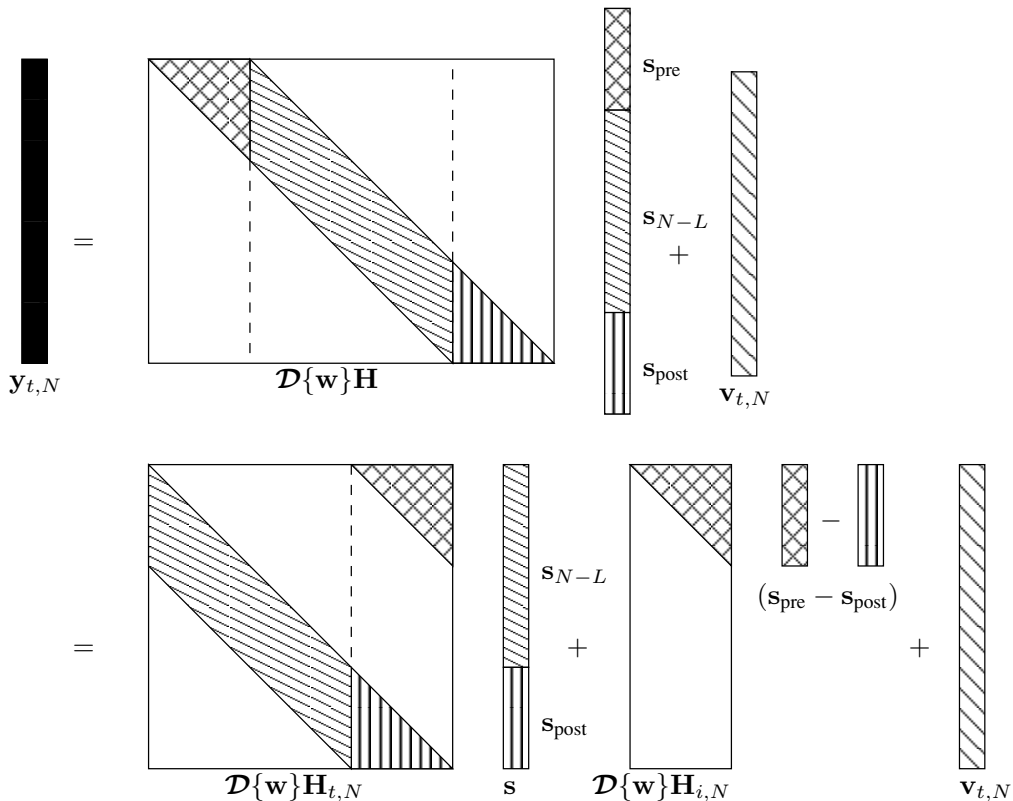 𝐬_pre
𝐬_{N−L}
= +
𝐬_post
𝐲_{t,N} 𝓓{𝐰}𝐇 𝐯_{t,N}
𝐬_{N−L} −
(𝐬_pre − 𝐬_post)
= + +
𝐬_post
𝓓{𝐰}𝐇_{t,N} 𝐬 𝓓{𝐰}𝐇_{i,N} 𝐯_{t,N}